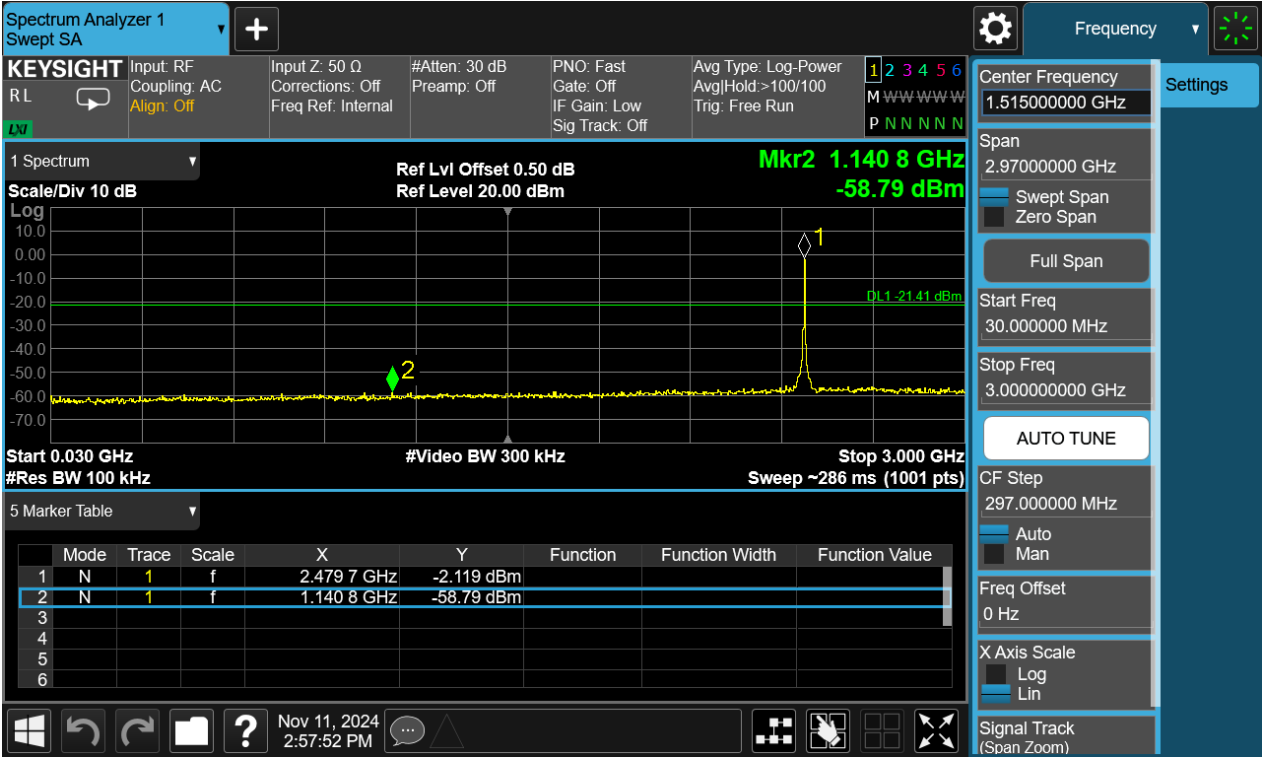 Spectrum Analyzer 1
Swept SA
Frequency
KEYSIGHT
R L
LXI
Input: RF
Coupling: AC
Align: Off
Input Z: 50 Ω
Corrections: Off
Freq Ref: Internal
#Atten: 30 dB
Preamp: Off
PNO: Fast
Gate: Off
IF Gain: Low
Sig Track: Off
Avg Type: Log-Power
Avg|Hold:>100/100
Trig: Free Run
1 2 3 4 5 6
M W W W W W W
P N N N N N N
1 Spectrum
Scale/Div 10 dB
Ref Lvl Offset 0.50 dB
Ref Level 20.00 dBm
Mkr2 1.140 8 GHz
-58.79 dBm
Log
10.0
0.00
-10.0
-20.0
-30.0
-40.0
-50.0
-60.0
-70.0
1
DL1 -21.41 dBm
2
Start 0.030 GHz
#Video BW 300 kHz
Stop 3.000 GHz
#Res BW 100 kHz
Sweep ~286 ms (1001 pts)
5 Marker Table
Mode Trace Scale X Y Function Function Width Function Value
1 N 1 f 2.479 7 GHz -2.119 dBm
2 N 1 f 1.140 8 GHz -58.79 dBm
3
4
5
6
?
Nov 11, 2024
2:57:52 PM
Settings
Center Frequency
1.515000000 GHz
Span
2.97000000 GHz
Swept Span
Zero Span
Full Span
Start Freq
30.000000 MHz
Stop Freq
3.000000000 GHz
AUTO TUNE
CF Step
297.000000 MHz
Auto
Man
Freq Offset
0 Hz
X Axis Scale
Log
Lin
Signal Track
(Span Zoom)